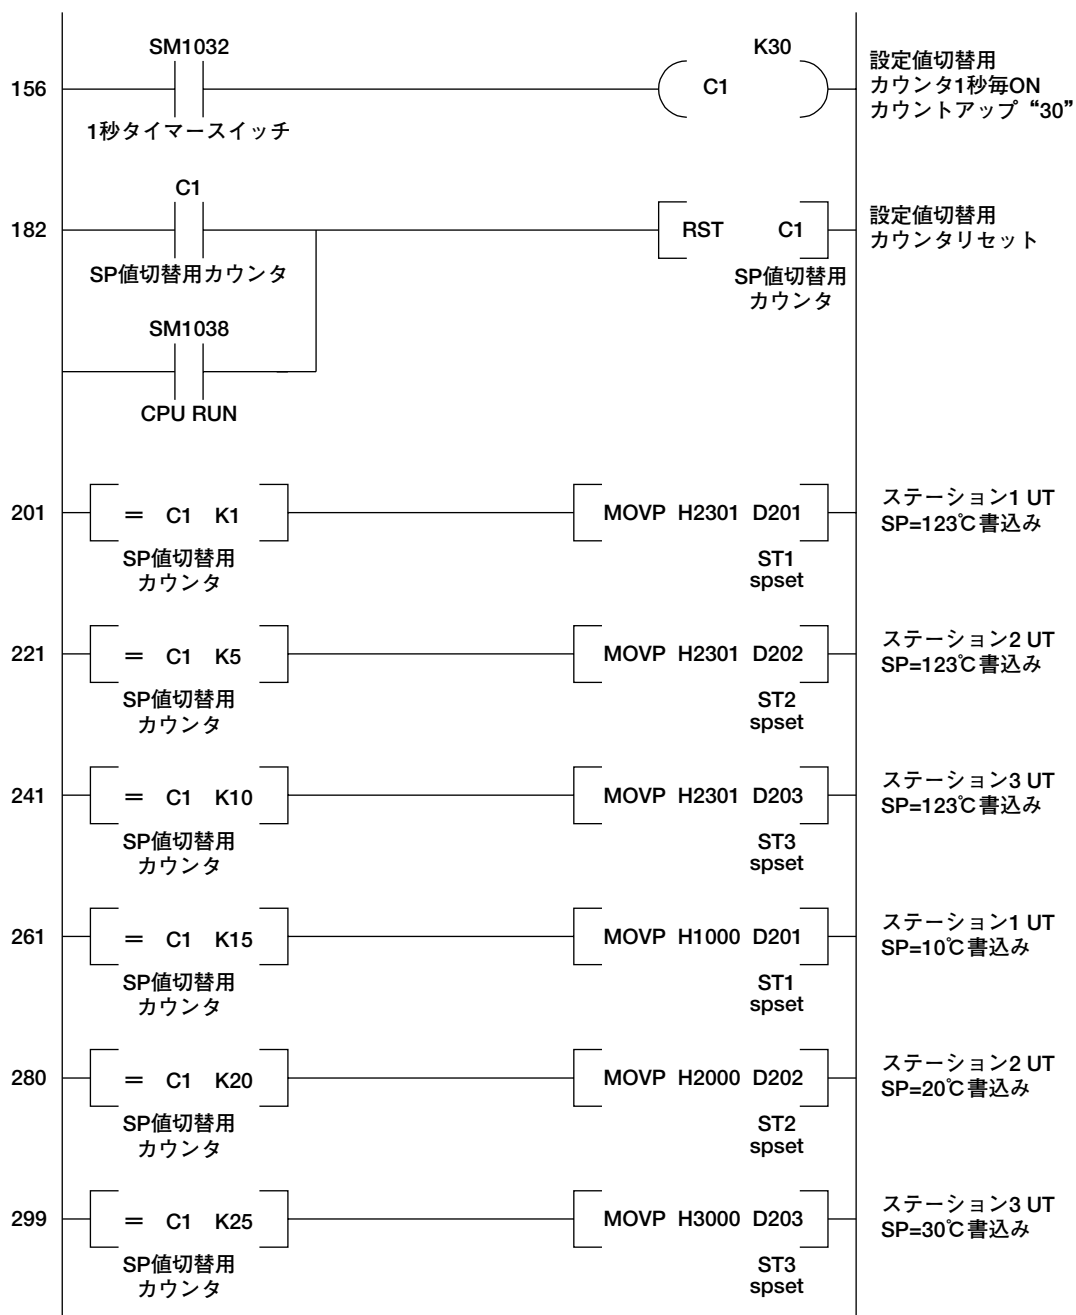 SM1032
K30
156
C1
1秒タイマースイッチ
設定値切替用
カウンタ1秒毎ON
カウントアップ“30”
C1
182
RST C1
SP値切替用カウンタ
SP値切替用
カウンタ
設定値切替用
カウンタリセット
SM1038
CPU RUN
201
= C1 K1
MOVP H2301 D201
SP値切替用
カウンタ
ST1
spset
ステーション1 UT
SP=123℃書込み
221
= C1 K5
MOVP H2301 D202
SP値切替用
カウンタ
ST2
spset
ステーション2 UT
SP=123℃書込み
241
= C1 K10
MOVP H2301 D203
SP値切替用
カウンタ
ST3
spset
ステーション3 UT
SP=123℃書込み
261
= C1 K15
MOVP H1000 D201
SP値切替用
カウンタ
ST1
spset
ステーション1 UT
SP=10℃書込み
280
= C1 K20
MOVP H2000 D202
SP値切替用
カウンタ
ST2
spset
ステーション2 UT
SP=20℃書込み
299
= C1 K25
MOVP H3000 D203
SP値切替用
カウンタ
ST3
spset
ステーション3 UT
SP=30℃書込み